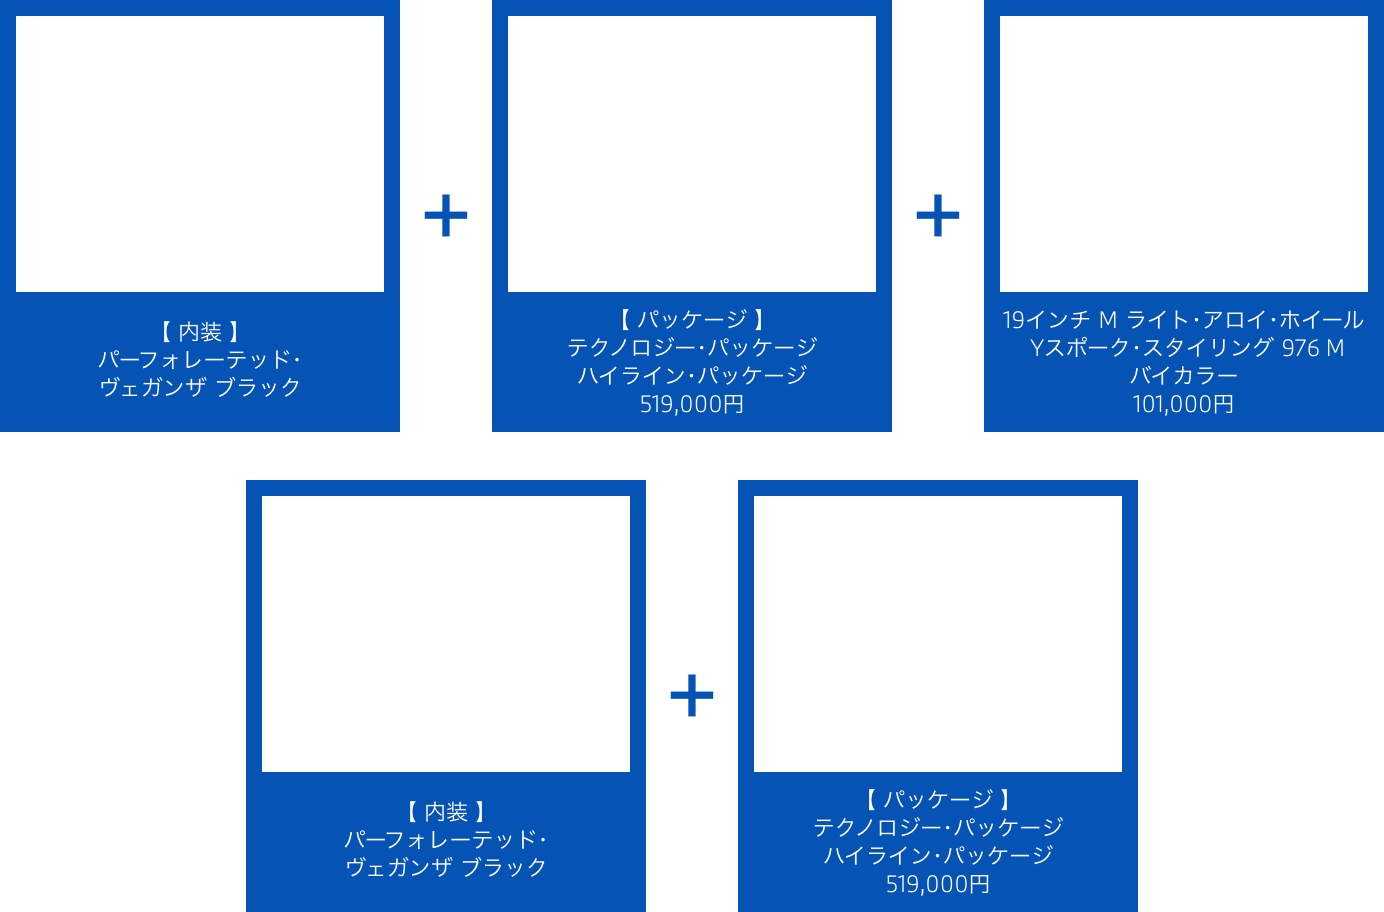 【 内装 】
パーフォレーテッド・
ヴェガンザ ブラック
+
【 パッケージ 】
テクノロジー・パッケージ
ハイライン・パッケージ
519,000円
+
19インチ M ライト・アロイ・ホイール
Yスポーク・スタイリング 976 M
バイカラー
101,000円
【 内装 】
パーフォレーテッド・
ヴェガンザ ブラック
+
【 パッケージ 】
テクノロジー・パッケージ
ハイライン・パッケージ
519,000円